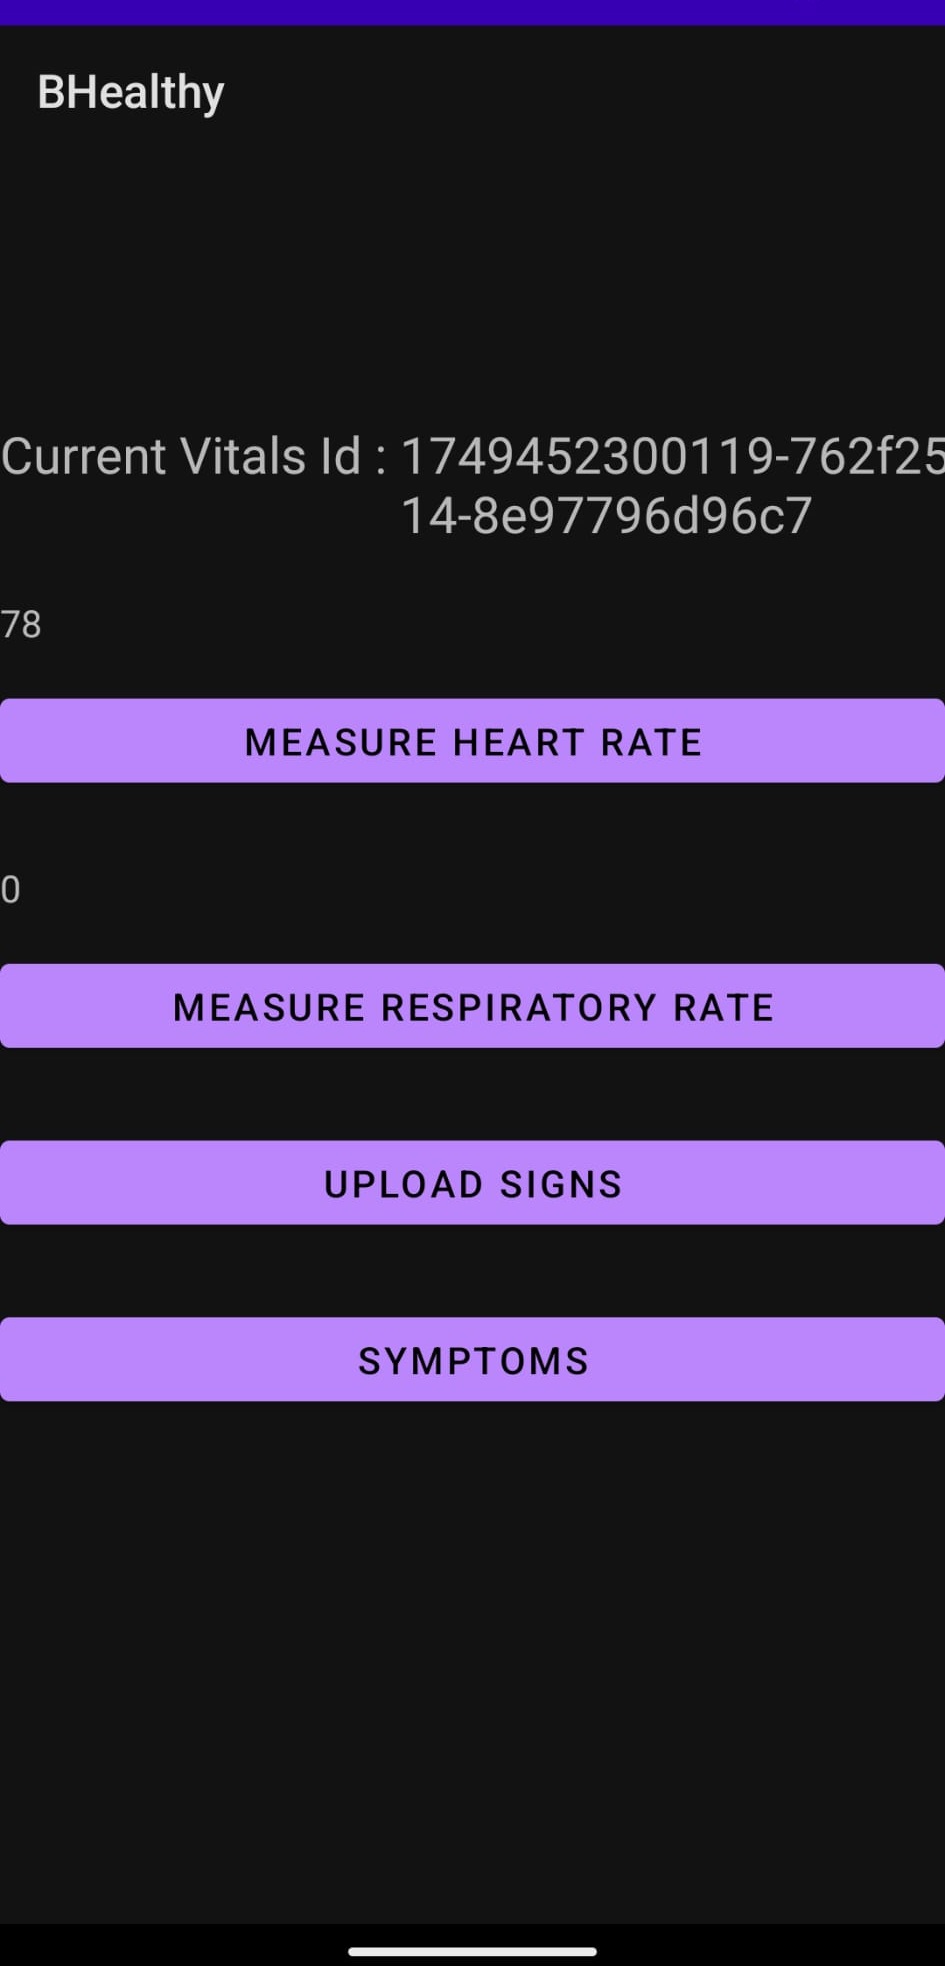 BHealthy
Current Vitals Id : 1749452300119-762f25
14-8e97796d96c7
78
MEASURE HEART RATE
0
MEASURE RESPIRATORY RATE
UPLOAD SIGNS
SYMPTOMS